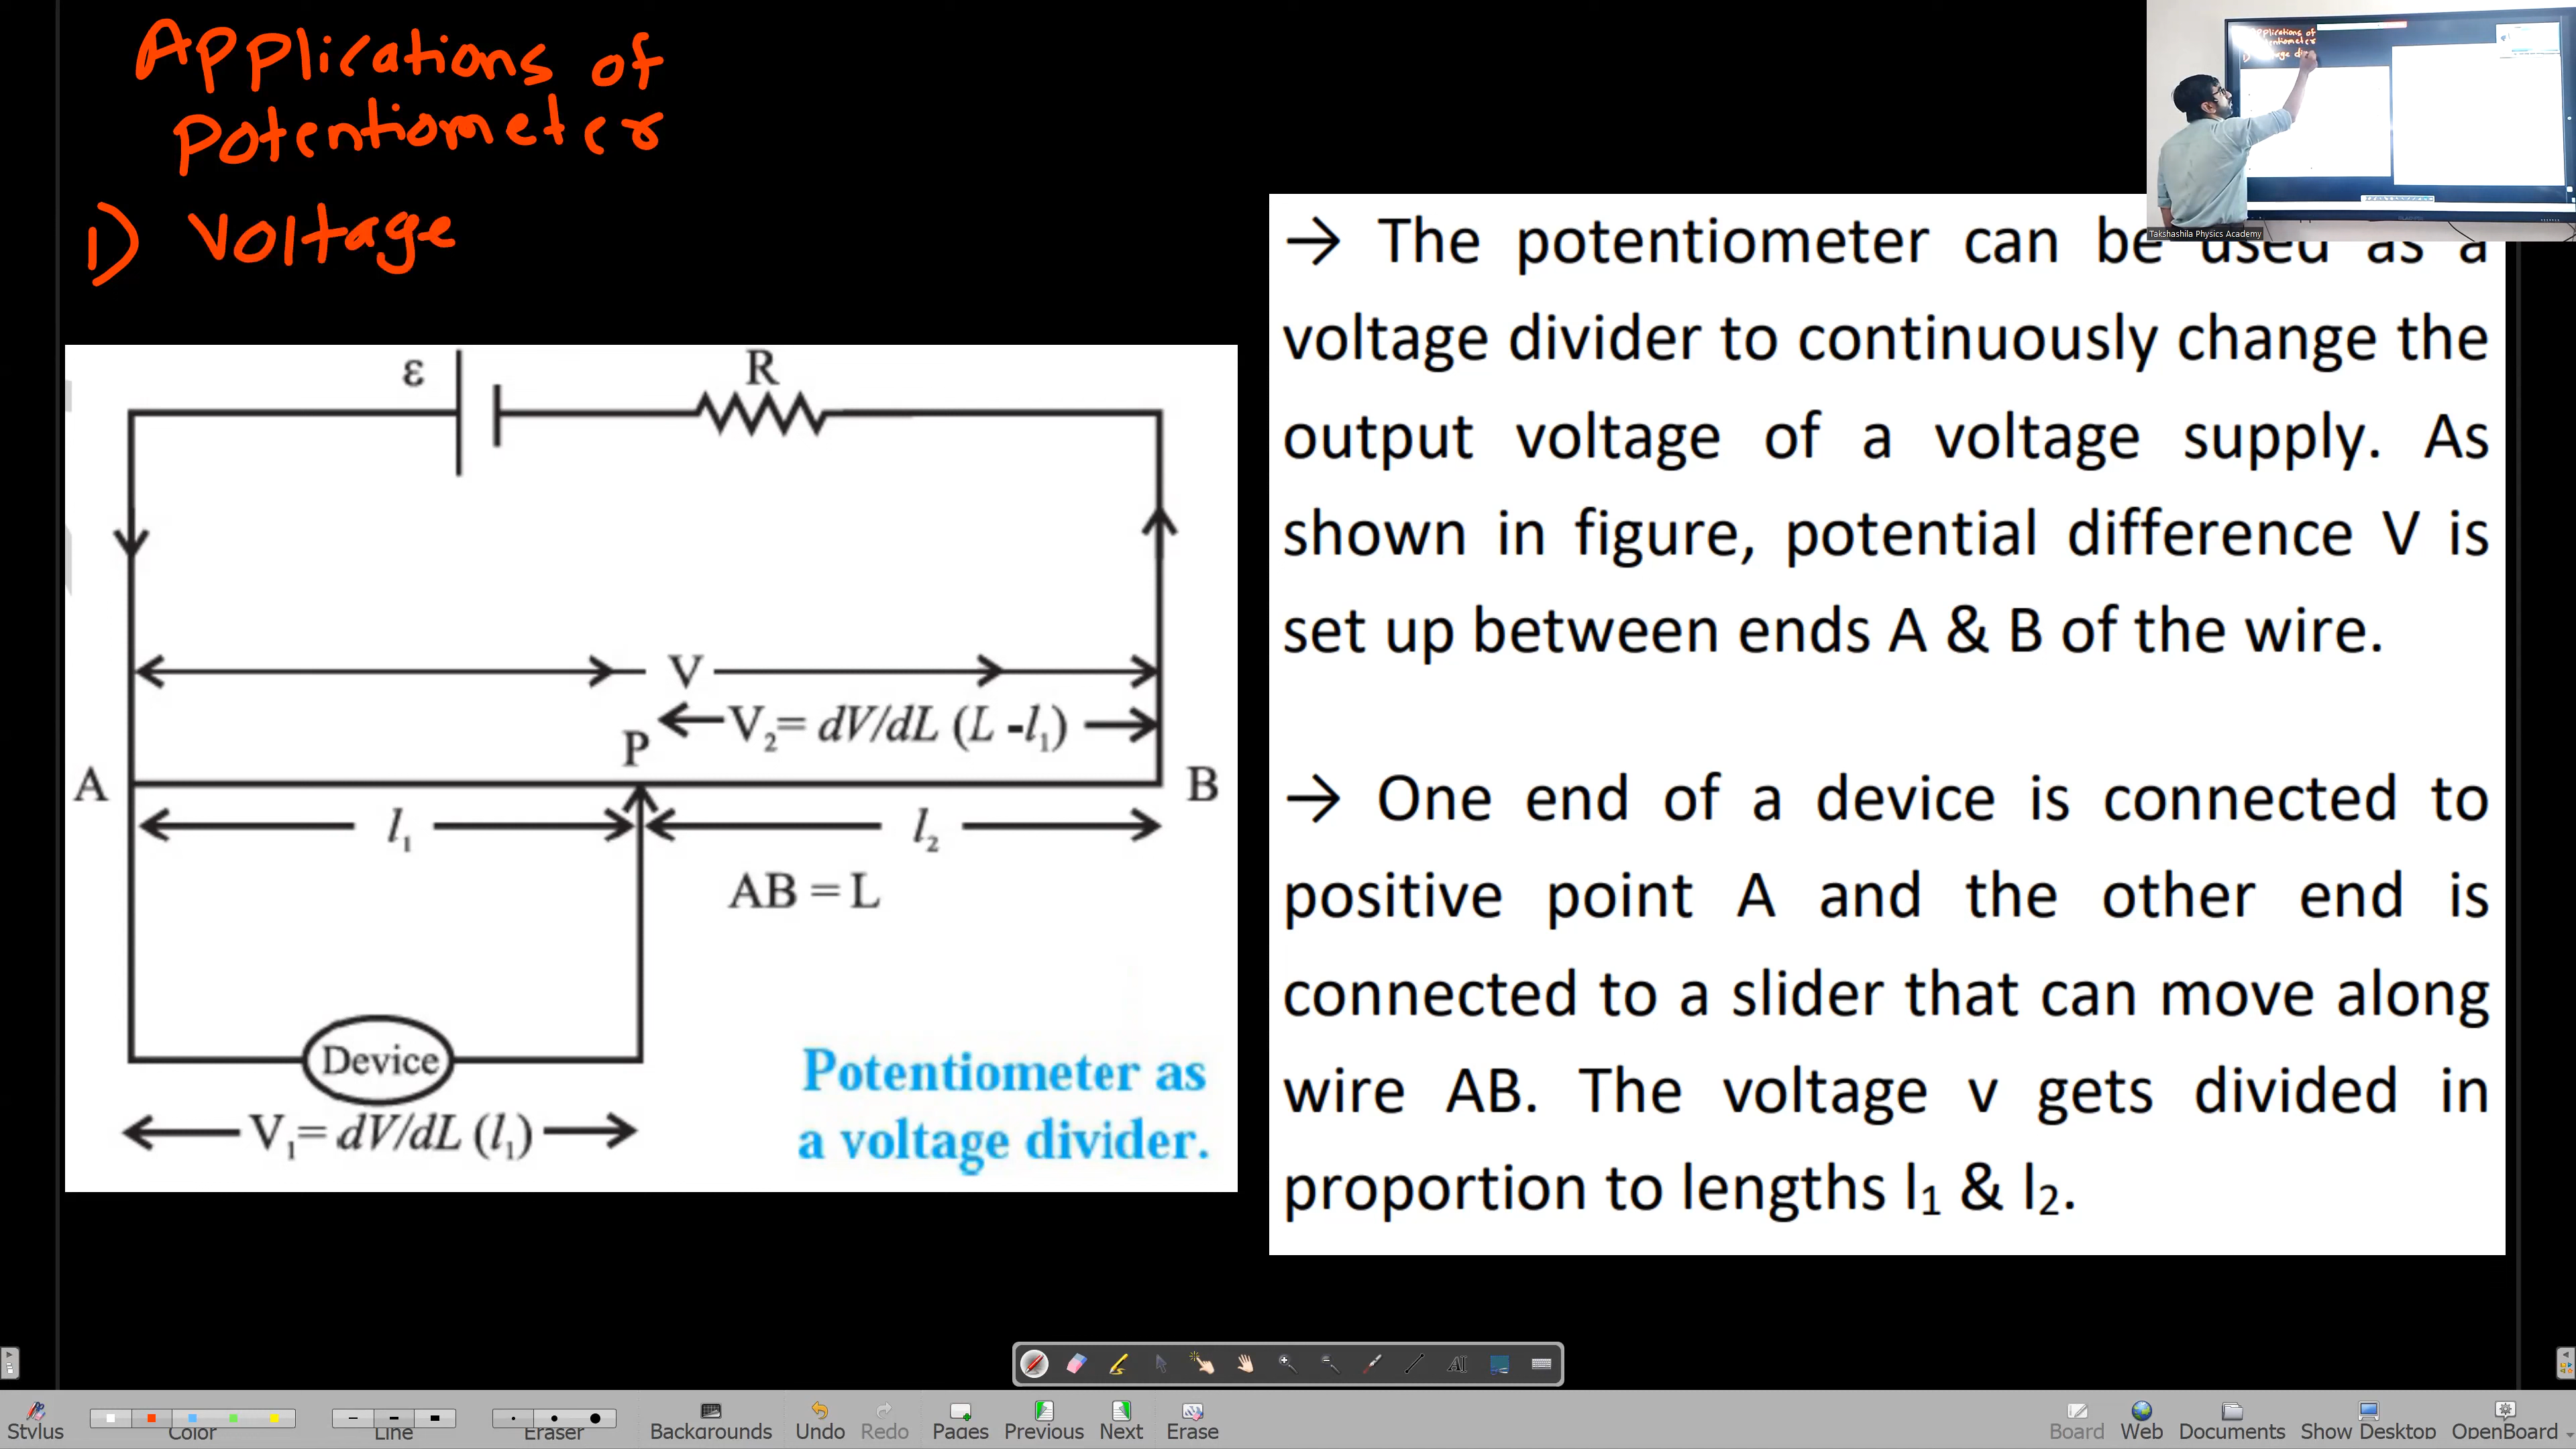 Applications of
Potentiometer
1) Voltage
ε
R
V
V₂= dV/dL (L -l₁)
P
A
B
l₁
l₂
AB = L
Device
V₁= dV/dL (l₁)
Potentiometer as
a voltage divider.
→ The potentiometer can be used as a
voltage divider to continuously change the
output voltage of a voltage supply. As
shown in figure, potential difference V is
set up between ends A & B of the wire.
→ One end of a device is connected to
positive point A and the other end is
connected to a slider that can move along
wire AB. The voltage v gets divided in
proportion to lengths l₁ & l₂.
Takshashila Physics Academy
Stylus
Color
Line
Eraser
Backgrounds
Undo
Redo
Pages
Previous
Next
Erase
Board
Web
Documents
Show Desktop
OpenBoard